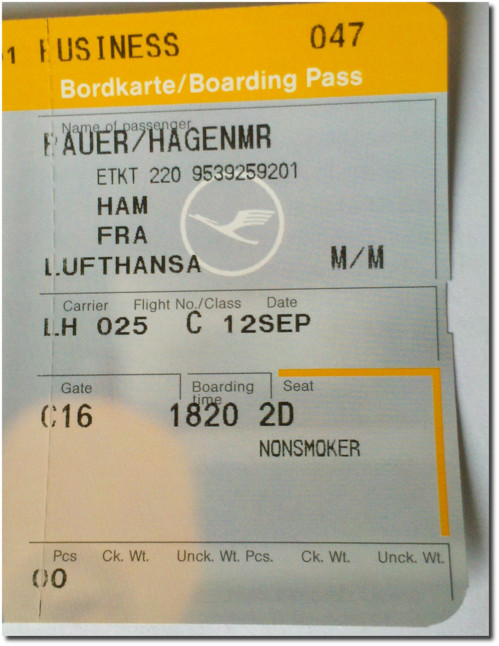 1 BUSINESS 047
Bordkarte/Boarding Pass
Name of passenger
BAUER/HAGENMR
ETKT 220 9539259201
HAM
FRA
LUFTHANSA M/M
Carrier Flight No./Class Date
LH 025 C 12SEP
Gate Boarding time Seat
C16 1820 2D
NONSMOKER
Pcs Ck. Wt. Unck. Wt. Pcs. Ck. Wt. Unck. Wt.
00